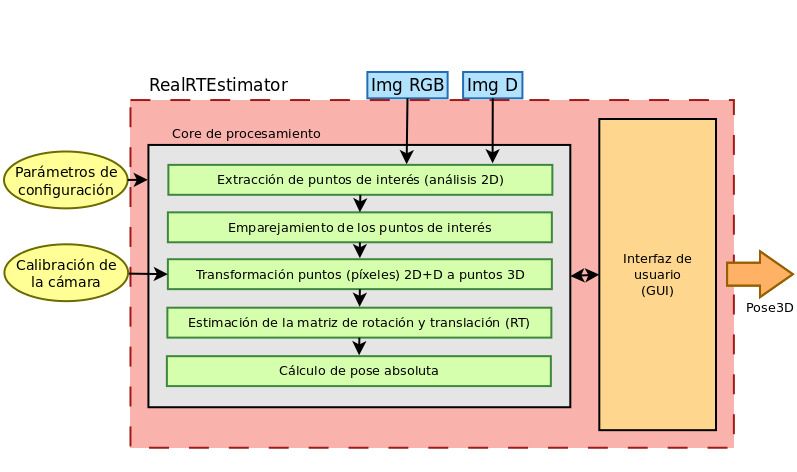 RealRTEstimator
Img RGB
Img D
Core de procesamiento
Parámetros de
configuración
Extracción de puntos de interés (análisis 2D)
Emparejamiento de los puntos de interés
Calibración de
la cámara
Transformación puntos (píxeles) 2D+D a puntos 3D
Estimación de la matriz de rotación y translación (RT)
Cálculo de pose absoluta
Interfaz de
usuario
(GUI)
Pose3D